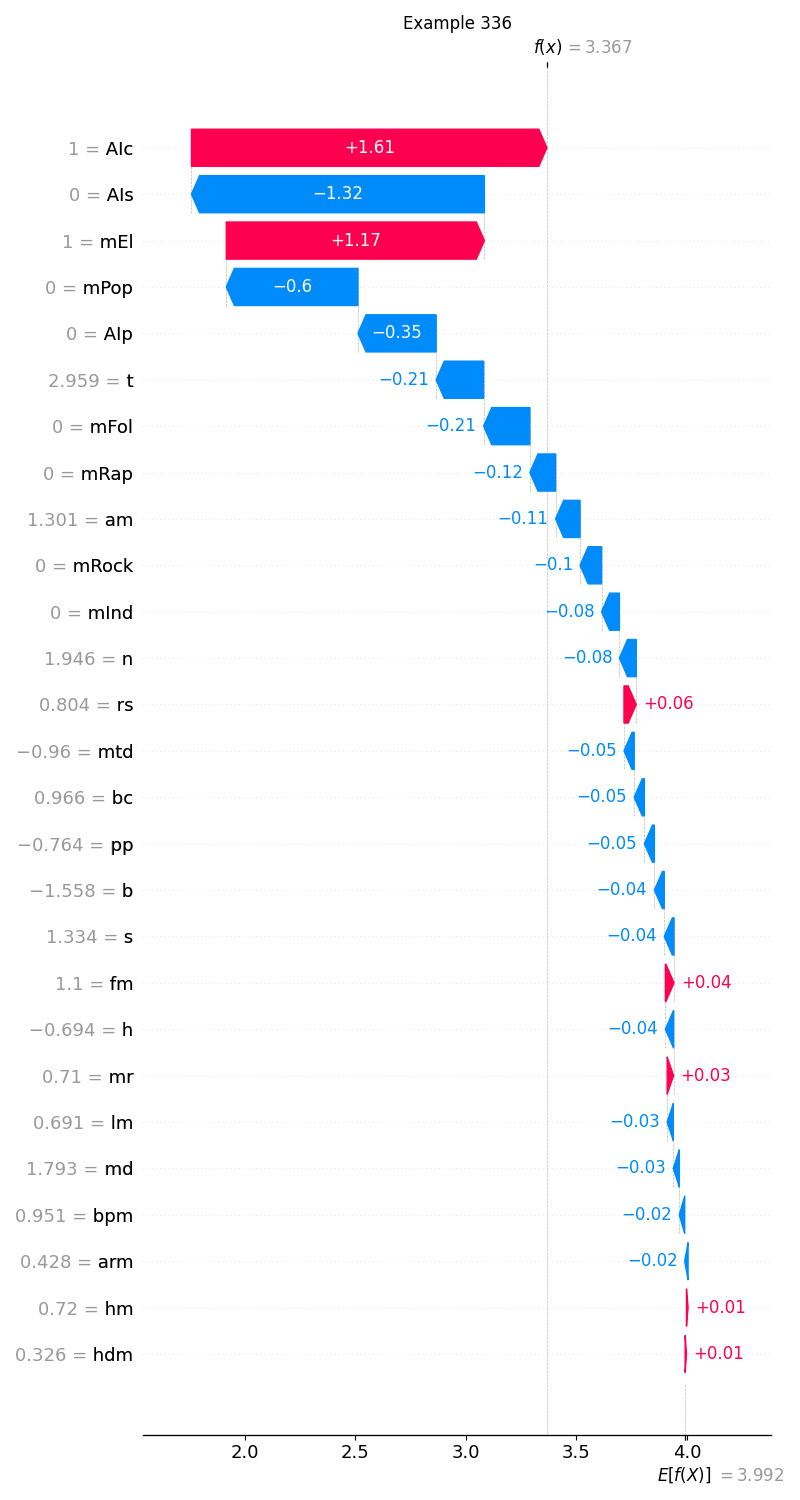 Example 336
f(x) = 3.367
1 = AIc
+1.61
0 = AIs
−1.32
1 = mEl
+1.17
0 = mPop
−0.6
0 = AIp
−0.35
2.959 = t
−0.21
0 = mFol
−0.21
0 = mRap
−0.12
1.301 = am
−0.11
0 = mRock
−0.1
0 = mInd
−0.08
1.946 = n
−0.08
0.804 = rs
+0.06
−0.96 = mtd
−0.05
0.966 = bc
−0.05
−0.764 = pp
−0.05
−1.558 = b
−0.04
1.334 = s
−0.04
1.1 = fm
+0.04
−0.694 = h
−0.04
0.71 = mr
+0.03
0.691 = lm
−0.03
1.793 = md
−0.03
0.951 = bpm
−0.02
0.428 = arm
−0.02
0.72 = hm
+0.01
0.326 = hdm
+0.01
2.0 2.5 3.0 3.5 4.0
E[f(X)] = 3.992